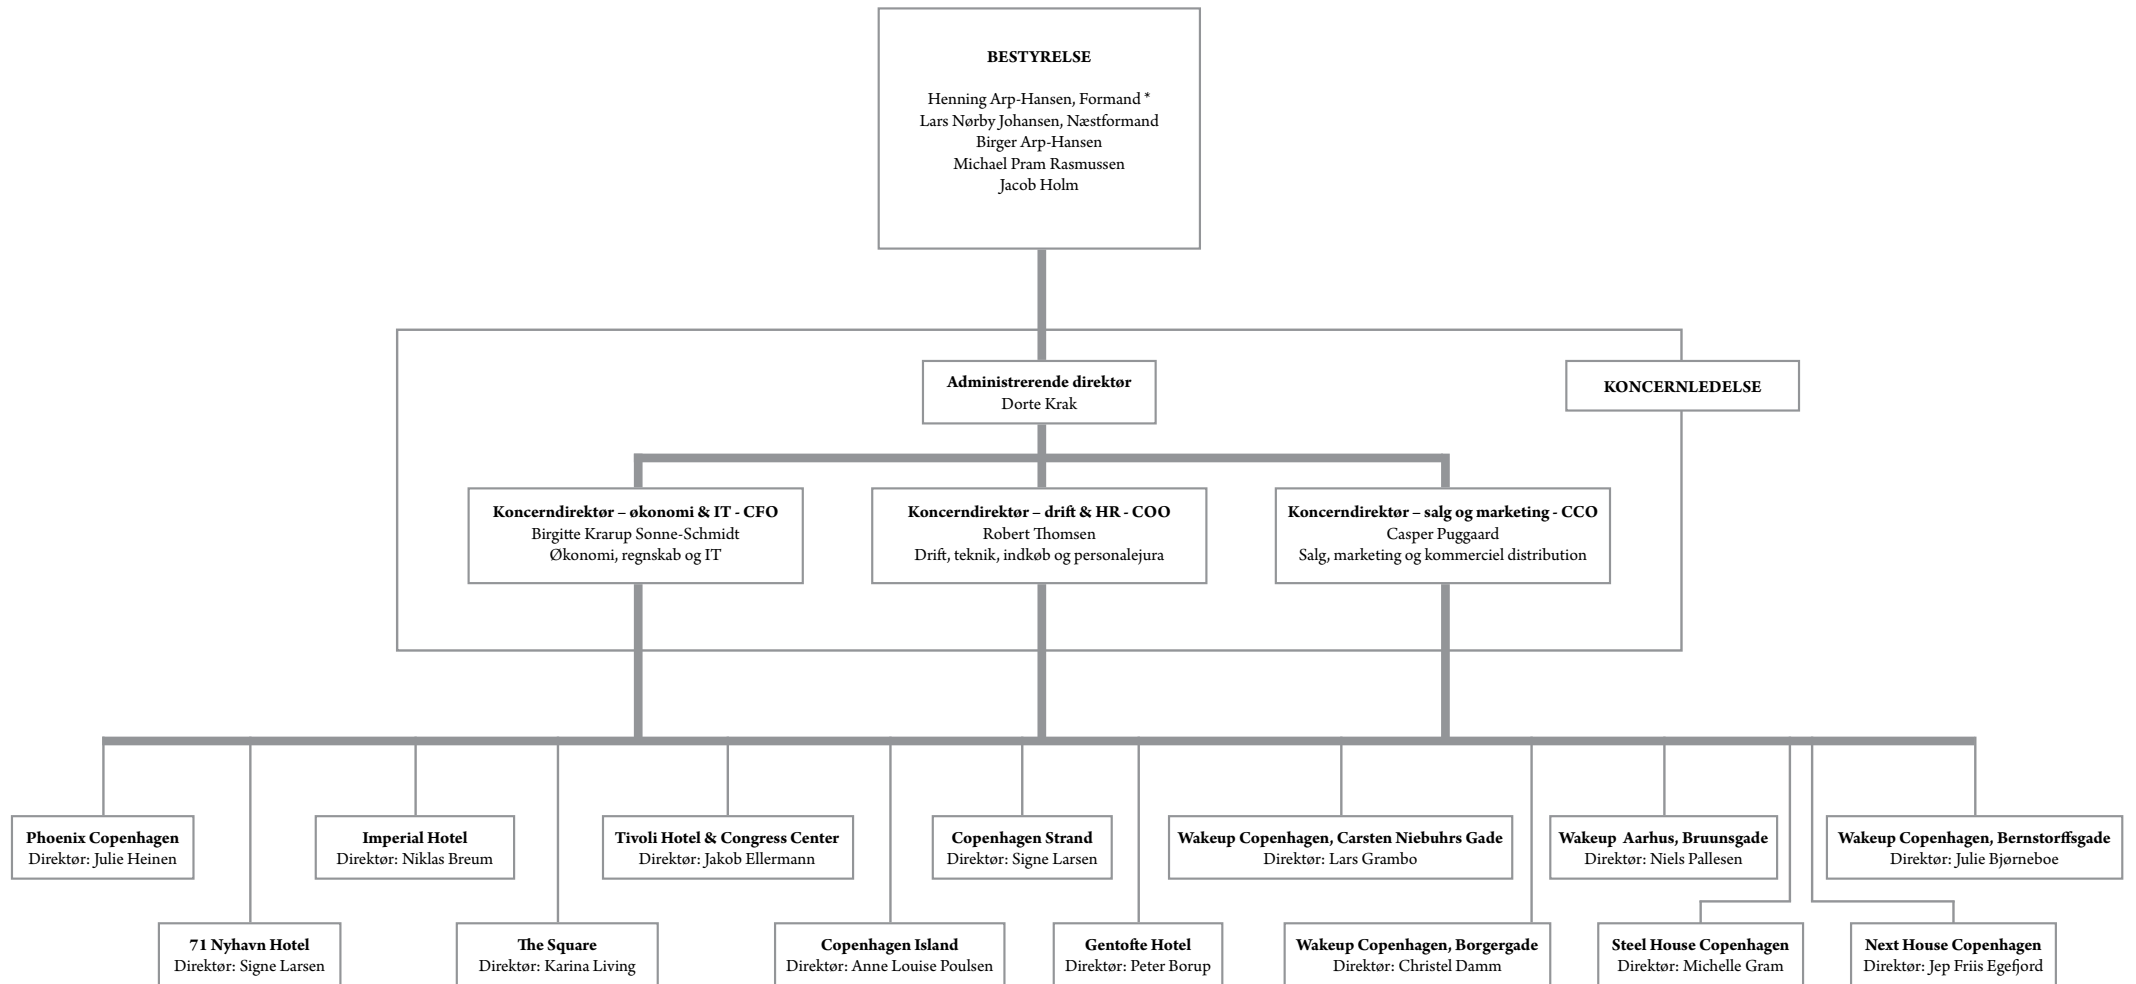 BESTYRELSE
Henning Arp-Hansen, Formand *
Lars Nørby Johansen, Næstformand
Birger Arp-Hansen
Michael Pram Rasmussen
Jacob Holm
Administrerende direktør
Dorte Krak
KONCERNLEDELSE
Koncerndirektør – økonomi & IT - CFO
Birgitte Krarup Sonne-Schmidt
Økonomi, regnskab og IT
Koncerndirektør – drift & HR - COO
Robert Thomsen
Drift, teknik, indkøb og personalejura
Koncerndirektør – salg og marketing - CCO
Casper Puggaard
Salg, marketing og kommerciel distribution
Phoenix Copenhagen
Direktør: Julie Heinen
Imperial Hotel
Direktør: Niklas Breum
Tivoli Hotel & Congress Center
Direktør: Jakob Ellermann
Copenhagen Strand
Direktør: Signe Larsen
Wakeup Copenhagen, Carsten Niebuhrs Gade
Direktør: Lars Grambo
Wakeup Aarhus, Bruunsgade
Direktør: Niels Pallesen
Wakeup Copenhagen, Bernstorffsgade
Direktør: Julie Bjørneboe
71 Nyhavn Hotel
Direktør: Signe Larsen
The Square
Direktør: Karina Living
Copenhagen Island
Direktør: Anne Louise Poulsen
Gentofte Hotel
Direktør: Peter Borup
Wakeup Copenhagen, Borgergade
Direktør: Christel Damm
Steel House Copenhagen
Direktør: Michelle Gram
Next House Copenhagen
Direktør: Jep Friis Egefjord